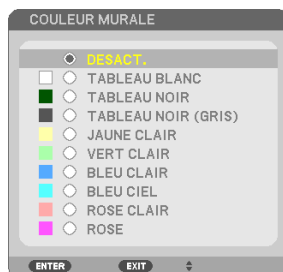 COULEUR MURALE
DESACT.
TABLEAU BLANC
TABLEAU NOIR
TABLEAU NOIR (GRIS)
JAUNE CLAIR
VERT CLAIR
BLEU CLAIR
BLEU CIEL
ROSE CLAIR
ROSE
ENTER EXIT